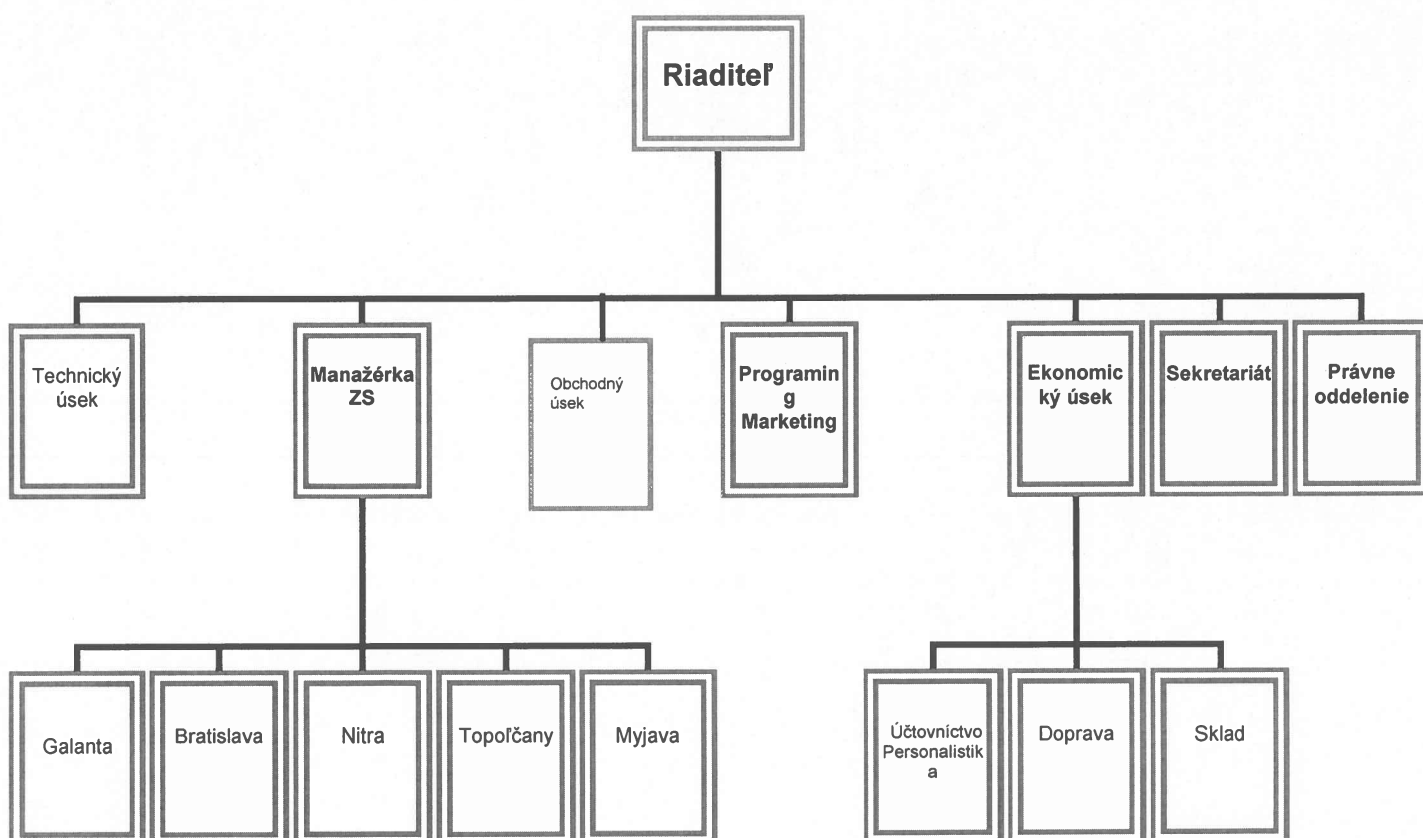 Riaditeľ
Technický
úsek
Manažérka
ZS
Obchodný
úsek
Programin
g
Marketing
Ekonomic
ký úsek
Sekretariát
Právne
oddelenie
Galanta
Bratislava
Nitra
Topoľčany
Myjava
Účtovníctvo
Personalistik
a
Doprava
Sklad